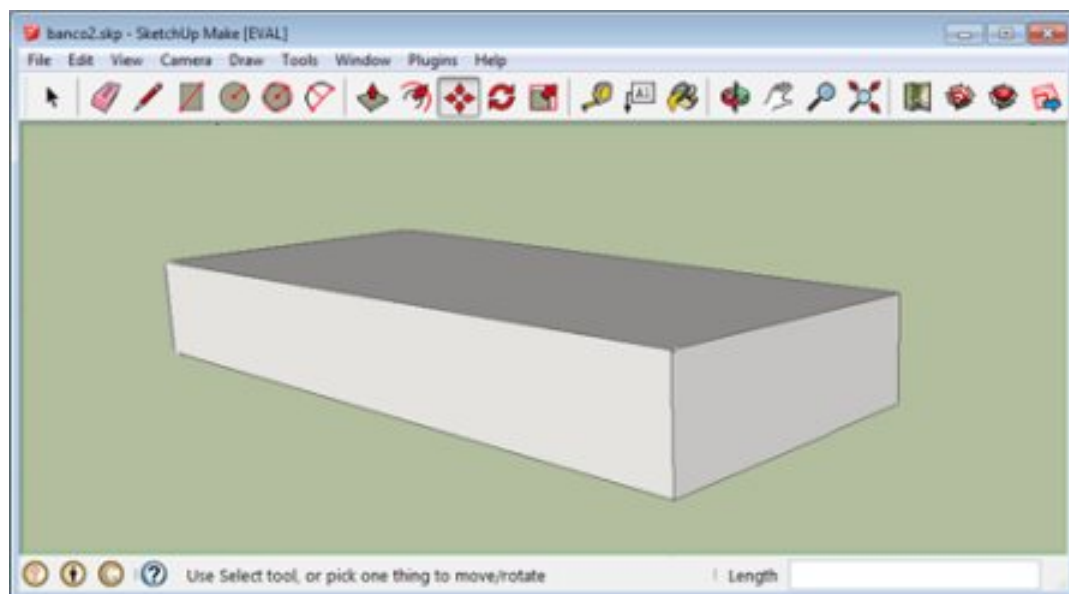 banco2.skp - SketchUp Make [EVAL]
File Edit View Camera Draw Tools Window Plugins Help
A1
Use Select tool, or pick one thing to move/rotate
Length